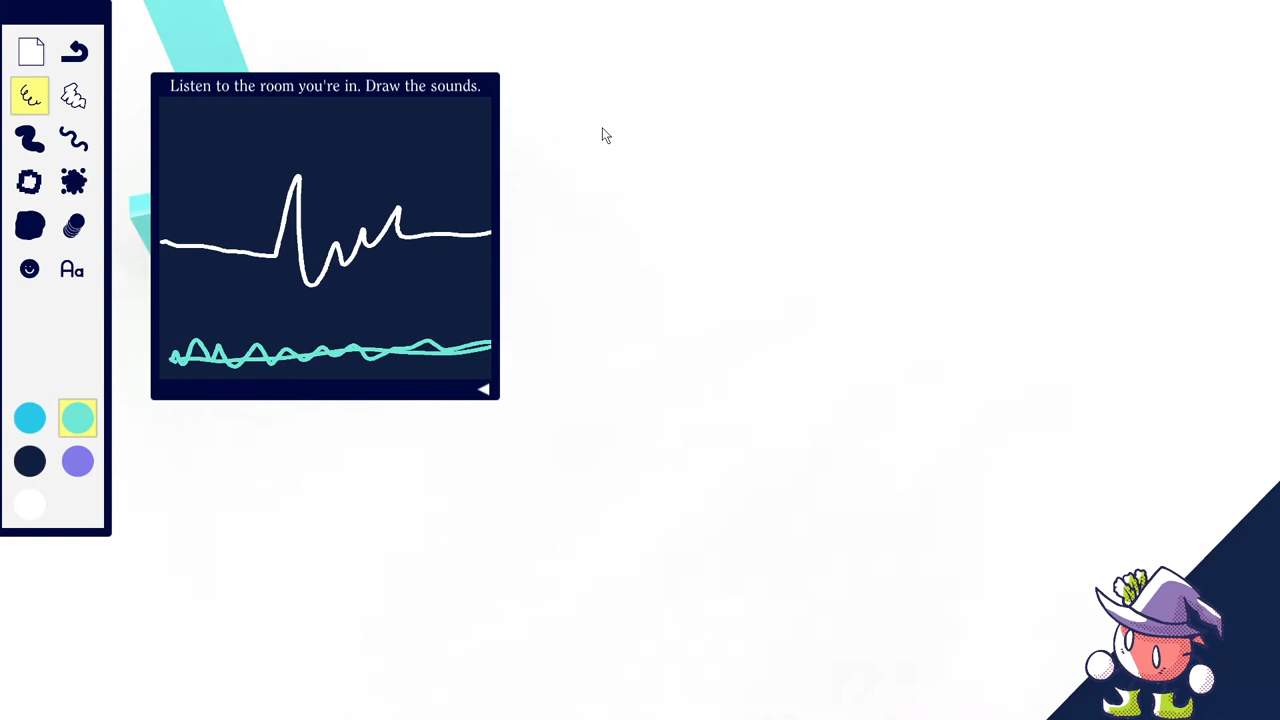 Listen to the room you're in. Draw the sounds.
Aa